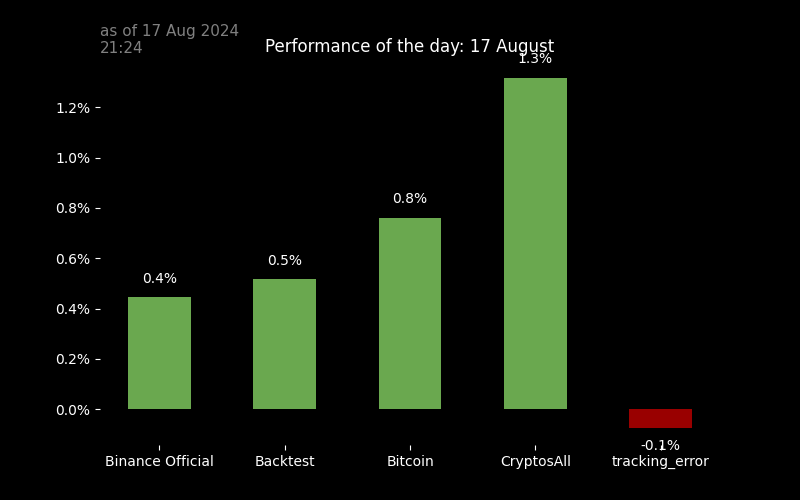 as of 17 Aug 2024
21:24
Performance of the day: 17 August
1.3%
1.2%
1.0%
0.8%
0.8%
0.6%
0.5%
0.4%
0.4%
0.2%
0.0%
-0.1%
Binance Official
Backtest
Bitcoin
CryptosAll
tracking_error